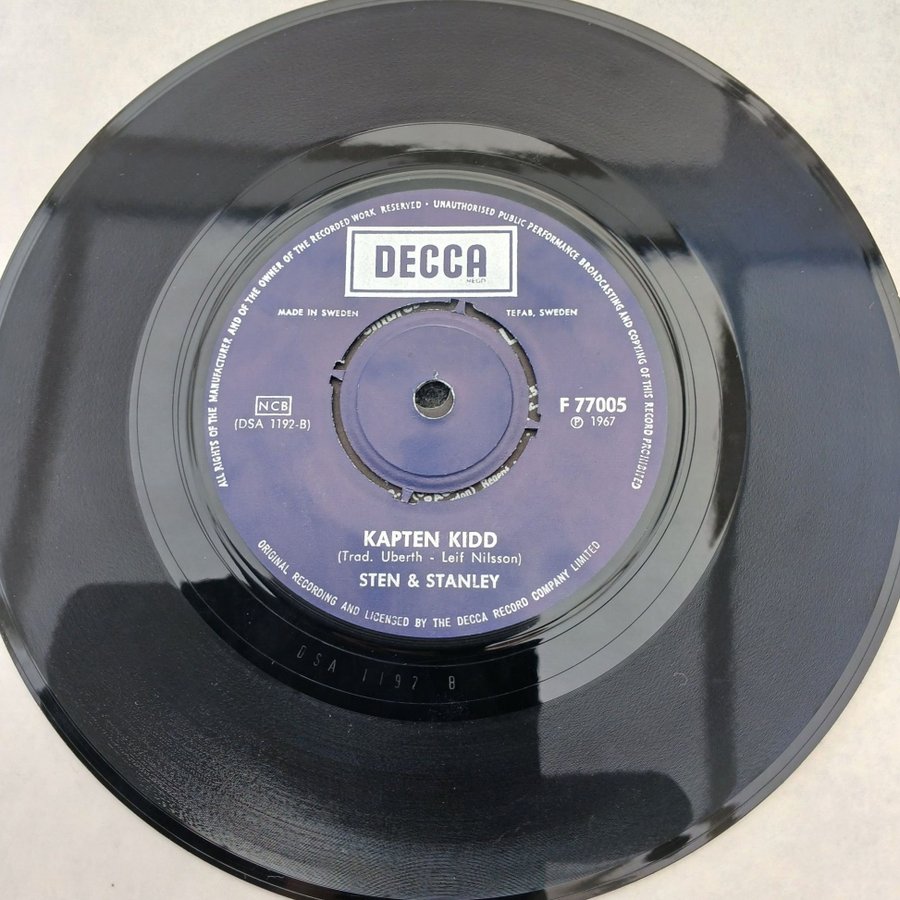 ALL RIGHTS OF THE MANUFACTURER AND OF THE OWNER OF THE RECORDED WORK RESERVED · UNAUTHORISED PUBLIC PERFORMANCE BROADCASTING AND COPYING OF THIS RECORD PROHIBITED
DECCA
MADE IN SWEDEN
TEFAB, SWEDEN
NCB
(DSA 1192-B)
F 77005
℗ 1967
KAPTEN KIDD
(Trad. Uberth - Leif Nilsson)
STEN & STANLEY
ORIGINAL RECORDING AND LICENSED BY THE DECCA RECORD COMPANY LIMITED
DSA 1192 B